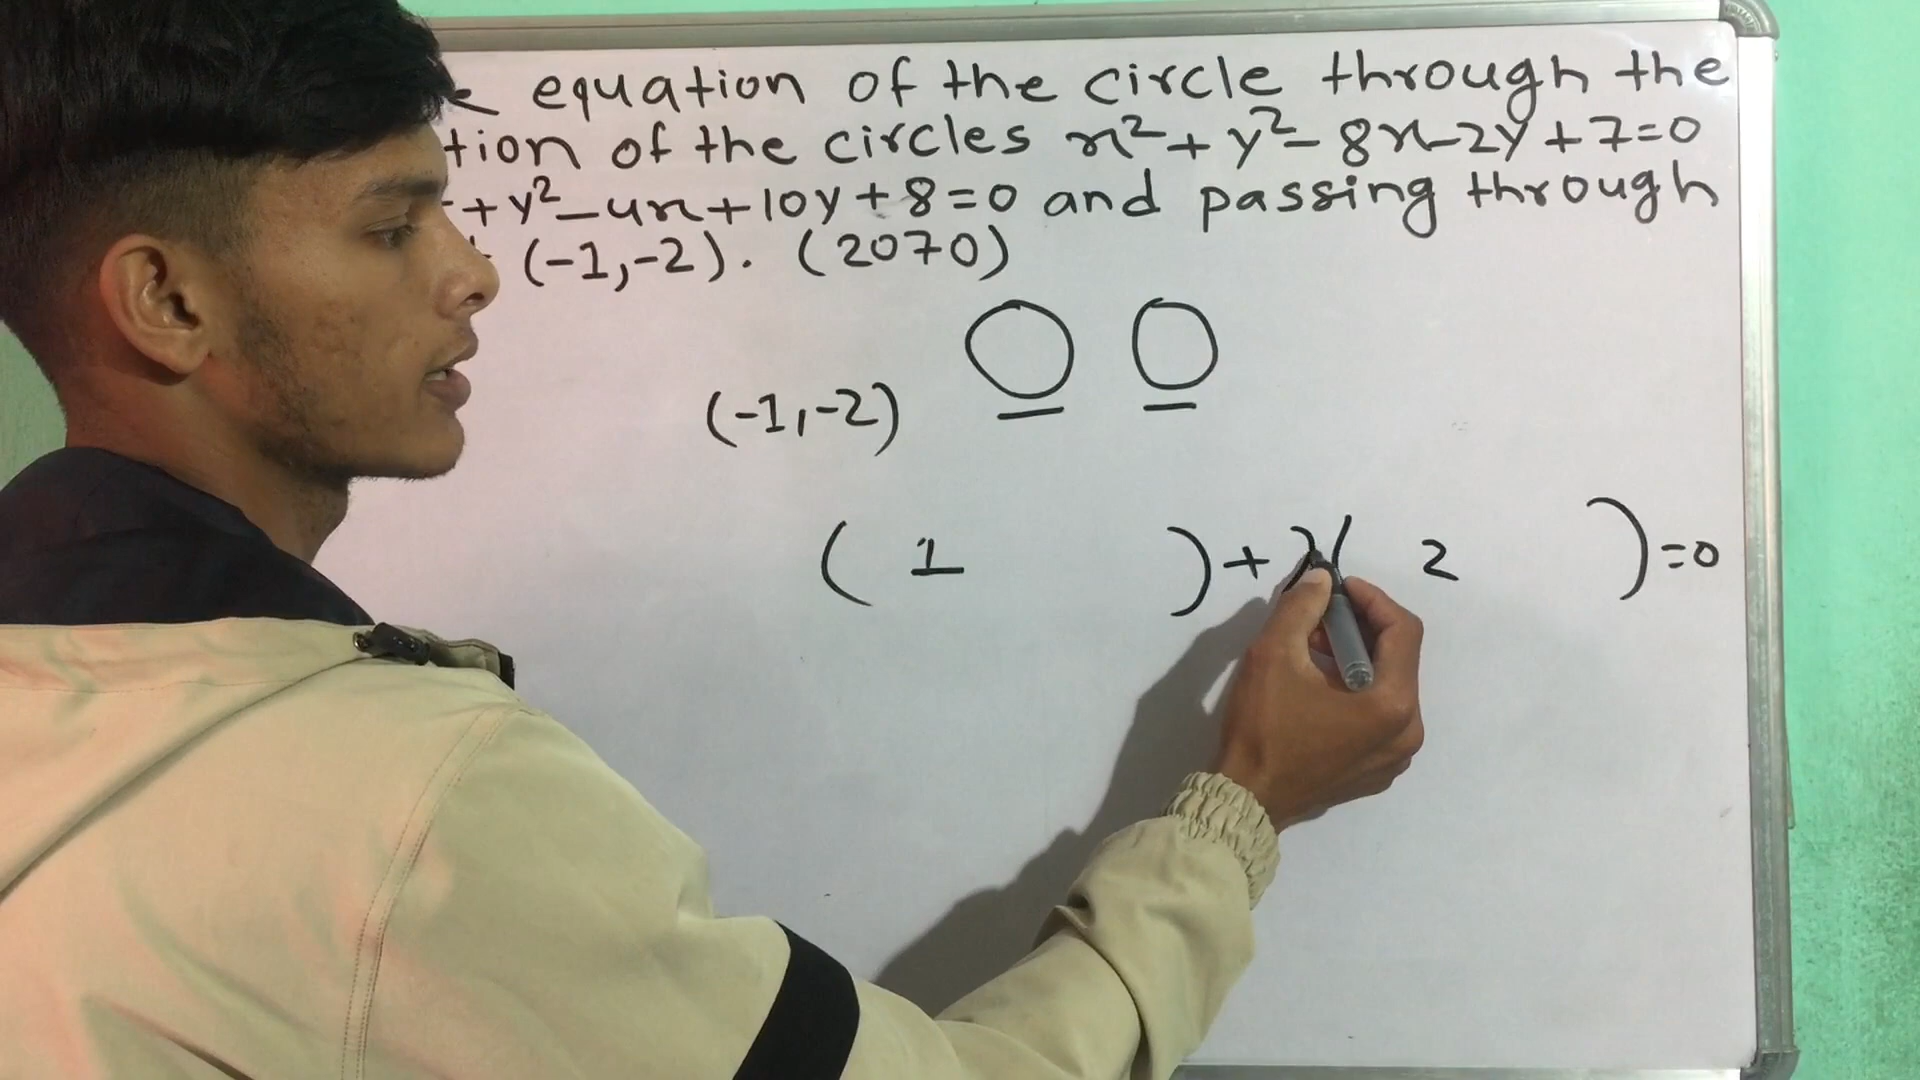 equation of the circle through the
tion of the circles x²+y²-8x-2y+7=0
+y²-4x+10y+8=0 and passing through
(-1,-2). (2070)
(-1,-2)
( 1 ) + λ( 2 ) =0